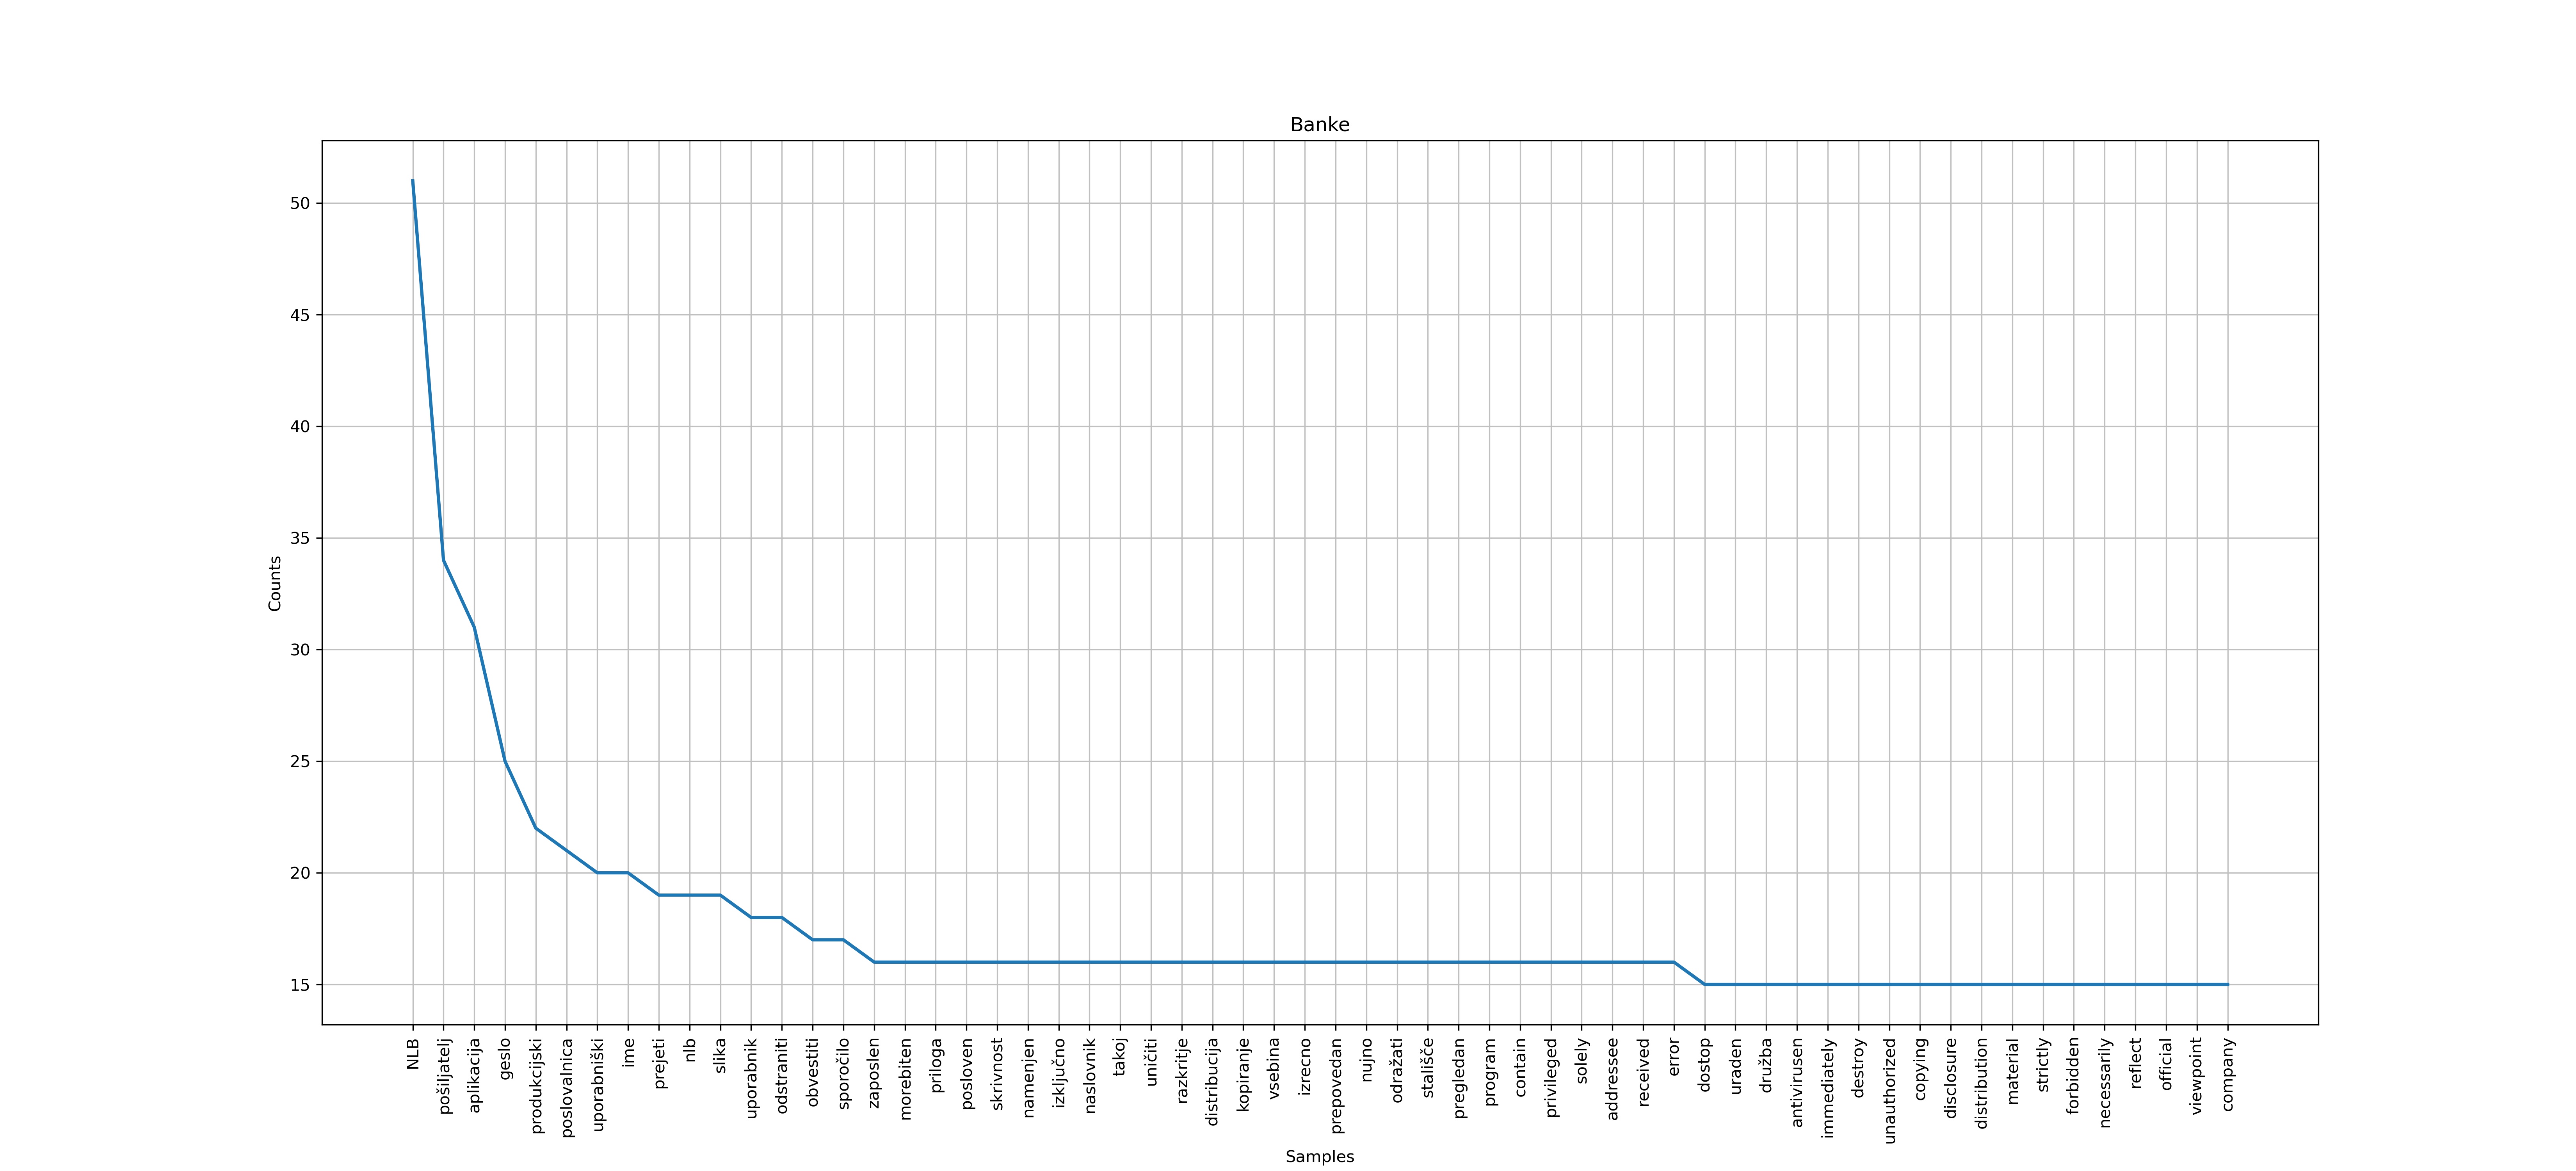 Banke
50
45
40
35
30
25
20
15
Counts
NLB
pošiljatelj
aplikacija
geslo
produkcijski
poslovalnica
uporabniški
ime
prejeti
nlb
slika
uporabnik
odstraniti
obvestiti
sporočilo
zaposlen
morebiten
priloga
posloven
skrivnost
namenjen
izključno
naslovnik
takoj
uničiti
razkritje
distribucija
kopiranje
vsebina
izrecno
prepovedan
nujno
odražati
stališče
pregledan
program
contain
privileged
solely
addressee
received
error
dostop
uraden
družba
antivirusen
immediately
destroy
unauthorized
copying
disclosure
distribution
material
strictly
forbidden
necessarily
reflect
official
viewpoint
company
Samples